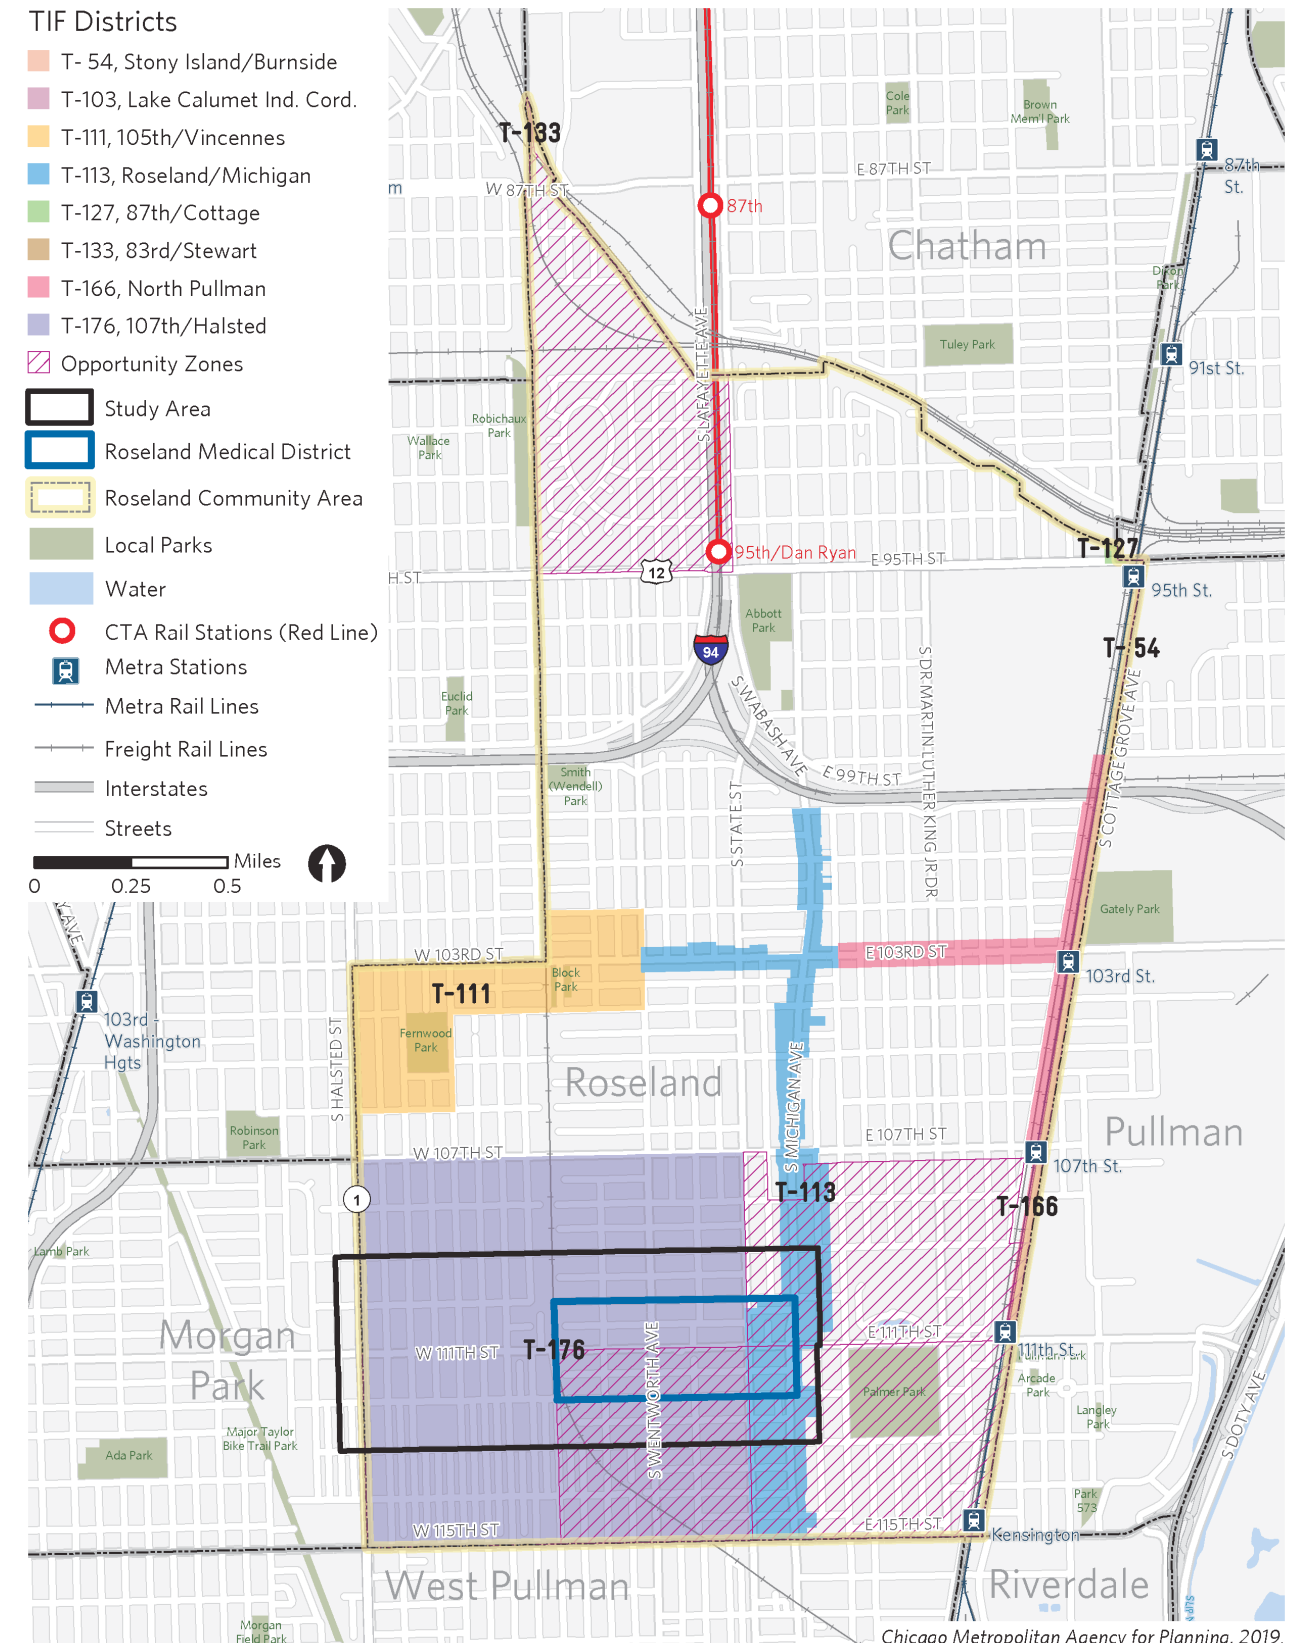 TIF Districts
T- 54, Stony Island/Burnside
T-103, Lake Calumet Ind. Cord.
T-111, 105th/Vincennes
T-113, Roseland/Michigan
T-127, 87th/Cottage
T-133, 83rd/Stewart
T-166, North Pullman
T-176, 107th/Halsted
Opportunity Zones
Study Area
Roseland Medical District
Roseland Community Area
Local Parks
Water
CTA Rail Stations (Red Line)
Metra Stations
Metra Rail Lines
Freight Rail Lines
Interstates
Streets
Miles
0 0.25 0.5
T-133
Cole
Park
Brown
Mem'l Park
87th
St.
E 87TH ST
W 87TH ST
m
87th
Chatham
Dixon
Park
S LAFAYETTE AVE
Tuley Park
91st St.
Robichaux
Park
Wallace
Park
T-127
95th/Dan Ryan
E 95TH ST
12
H ST
95th St.
Abbott
Park
94
T- 54
S DR MARTIN LUTHER KING JR DR
S COTTAGE GROVE AVE
Euclid
Park
S WABASH AVE
E 99TH ST
Smith
(Wendell)
Park
S STATE ST
Gately Park
Y AVE
W 103RD ST
E 103RD ST
Block
Park
103rd St.
T-111
103rd -
Washington
Hgts
Fernwood
Park
S HALSTED ST
Roseland
S MICHIGAN AVE
Robinson
Park
E 107TH ST
Pullman
W 107TH ST
107th St.
1
T-113
T-166
Lamb Park
Morgan
Park
W 111TH ST
T-176
S WENTWORTH AVE
E 111TH ST
111th St.
Arcade
Park
Palmer Park
Langley
Park
S DOTY AVE
Major Taylor
Bike Trail Park
Ada Park
Park
573
W 115TH ST
E 115TH ST
Kensington
West Pullman
Riverdale
Morgan
Field Park
Chicago Metropolitan Agency for Planning, 2019.